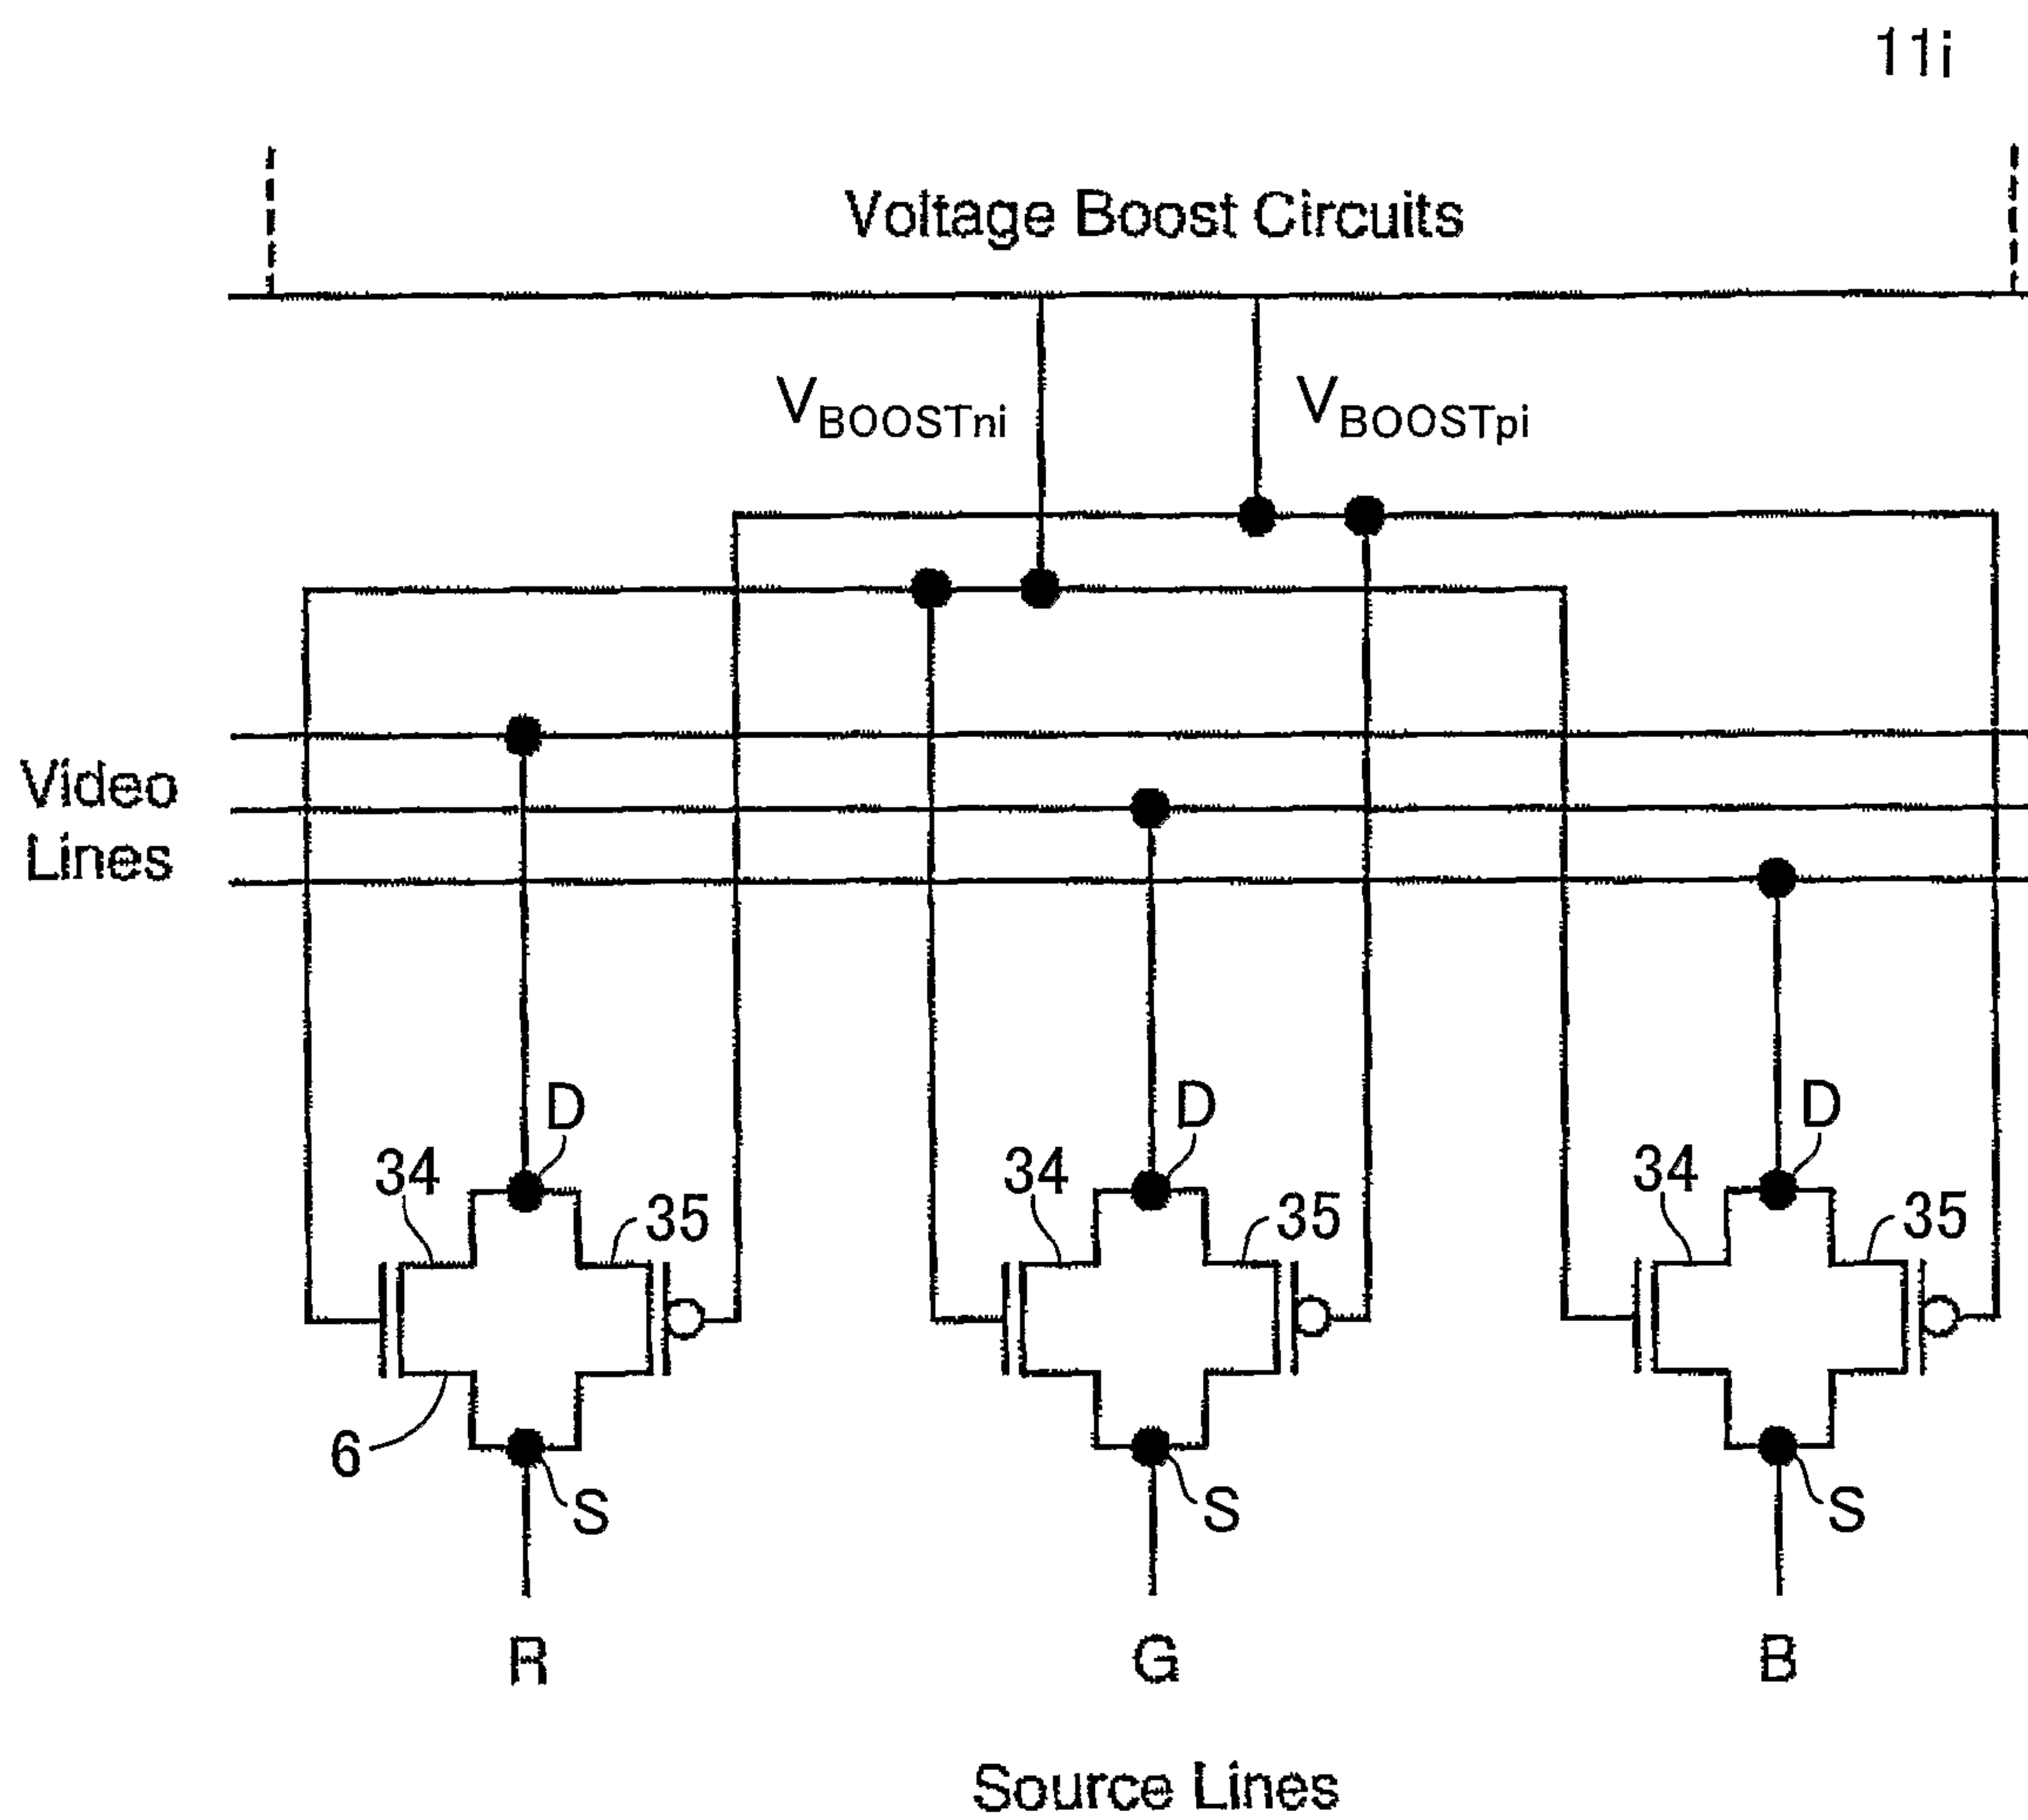 11i
Voltage Boost Circuits
VBOOSTni
VBOOSTpi
Video
Lines
D
D
D
34
35
34
35
34
35
6
S
S
S
R
G
B
Source Lines